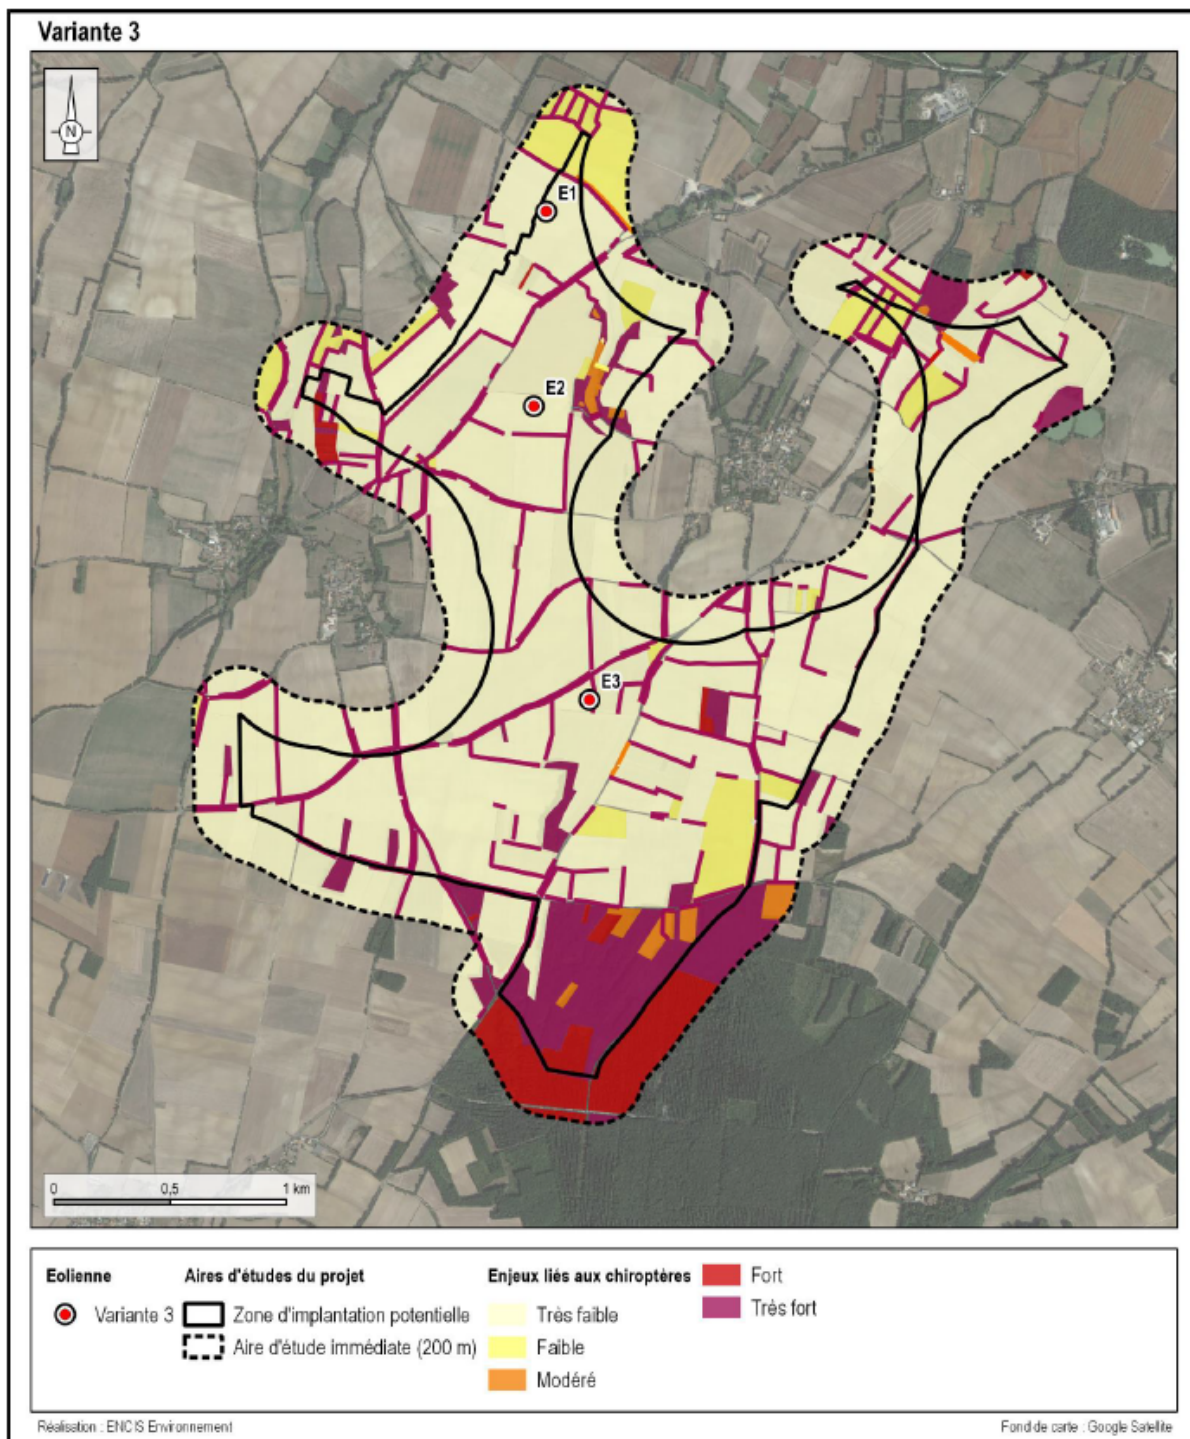 Variante 3
N
E1
E2
E3
0 0,5 1 km
Eolienne
Variante 3
Aires d'études du projet
Zone d'implantation potentielle
Aire d'étude immédiate (200 m)
Enjeux liés aux chiroptères
Très faible
Faible
Modéré
Fort
Très fort
Réalisation : ENCIS Environnement
Fond de carte : Google Satellite